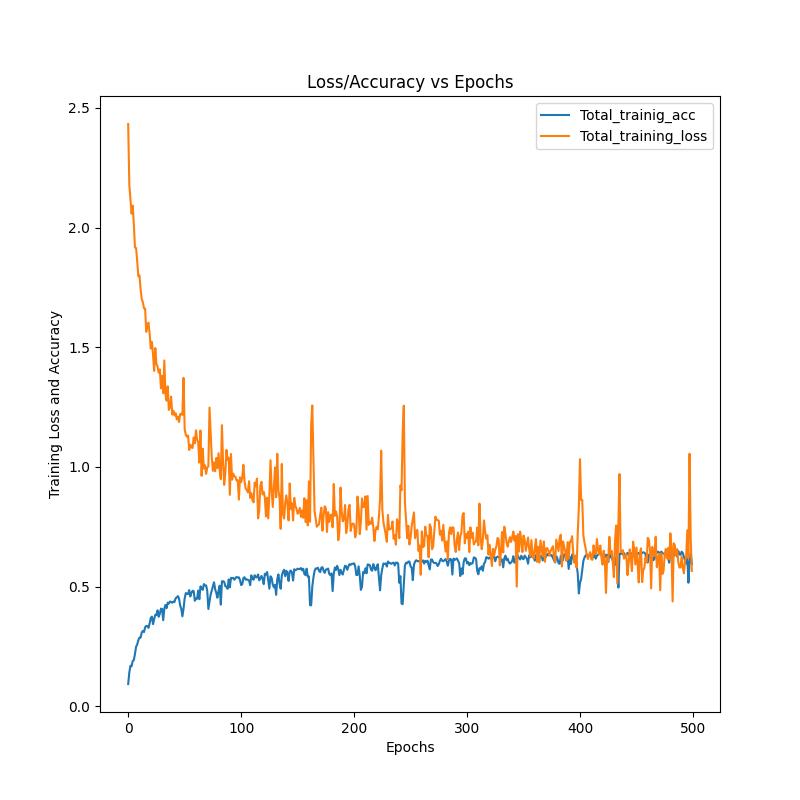 Loss/Accuracy vs Epochs
Total_trainig_acc
Total_training_loss
Training Loss and Accuracy
2.5
2.0
1.5
1.0
0.5
0.0
0 100 200 300 400 500
Epochs